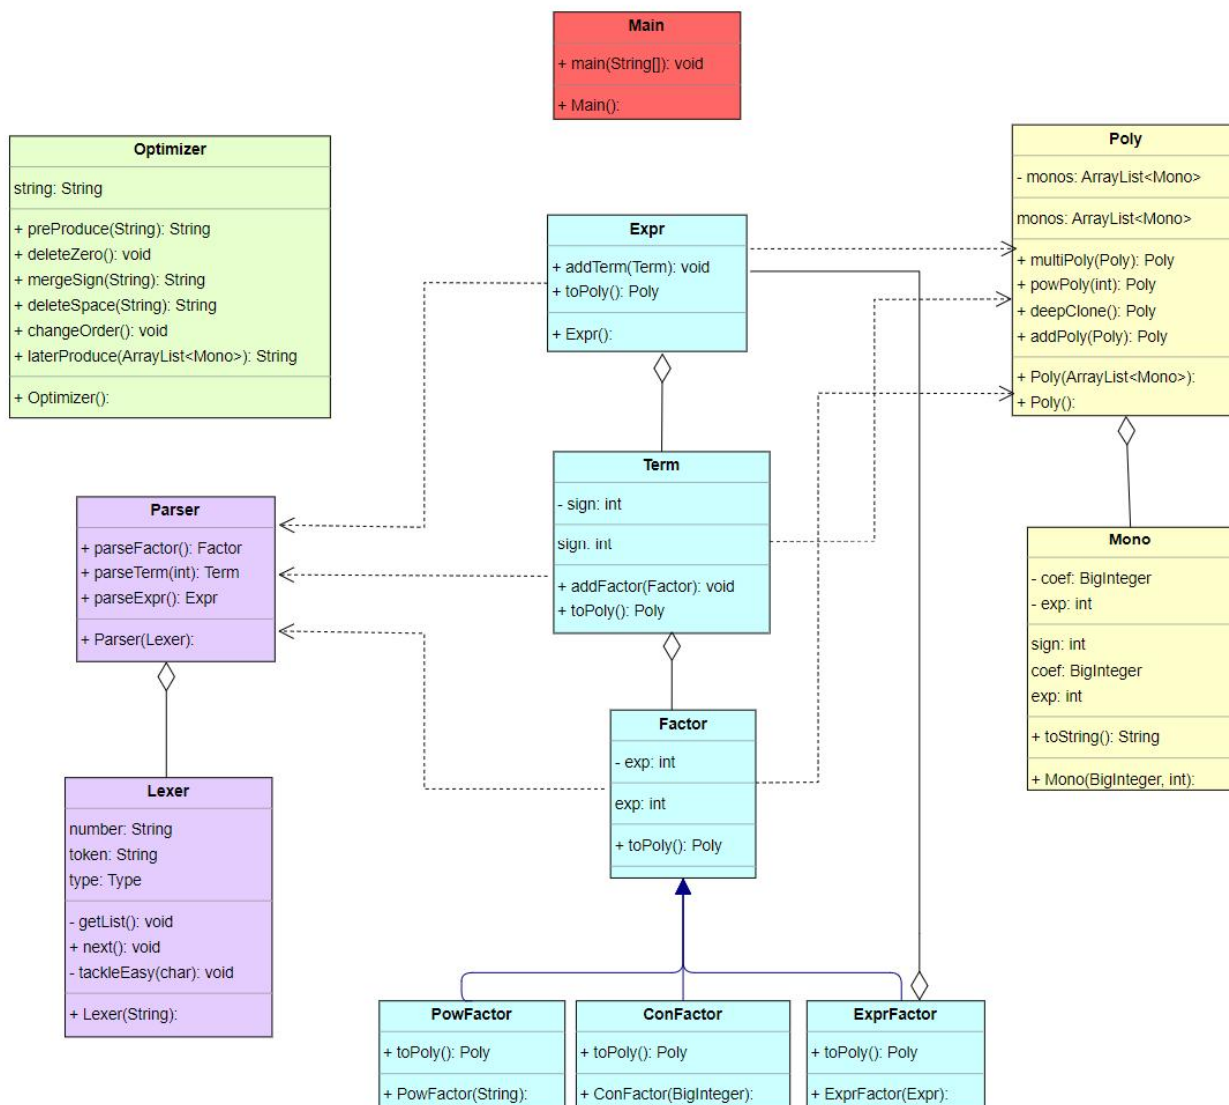 Main
+ main(String[]): void
+ Main():
Optimizer
string: String
+ preProduce(String): String
+ deleteZero(): void
+ mergeSign(String): String
+ deleteSpace(String): String
+ changeOrder(): void
+ laterProduce(ArrayList<Mono>): String
+ Optimizer():
Poly
- monos: ArrayList<Mono>
monos: ArrayList<Mono>
+ multiPoly(Poly): Poly
+ powPoly(int): Poly
+ deepClone(): Poly
+ addPoly(Poly): Poly
+ Poly(ArrayList<Mono>):
+ Poly():
Expr
+ addTerm(Term): void
+ toPoly(): Poly
+ Expr():
Term
- sign: int
sign: int
+ addFactor(Factor): void
+ toPoly(): Poly
Parser
+ parseFactor(): Factor
+ parseTerm(int): Term
+ parseExpr(): Expr
+ Parser(Lexer):
Mono
- coef: BigInteger
- exp: int
sign: int
coef: BigInteger
exp: int
+ toString(): String
+ Mono(BigInteger, int):
Factor
- exp: int
exp: int
+ toPoly(): Poly
Lexer
number: String
token: String
type: Type
- getList(): void
+ next(): void
- tackleEasy(char): void
+ Lexer(String):
PowFactor
+ toPoly(): Poly
+ PowFactor(String):
ConFactor
+ toPoly(): Poly
+ ConFactor(BigInteger):
ExprFactor
+ toPoly(): Poly
+ ExprFactor(Expr):